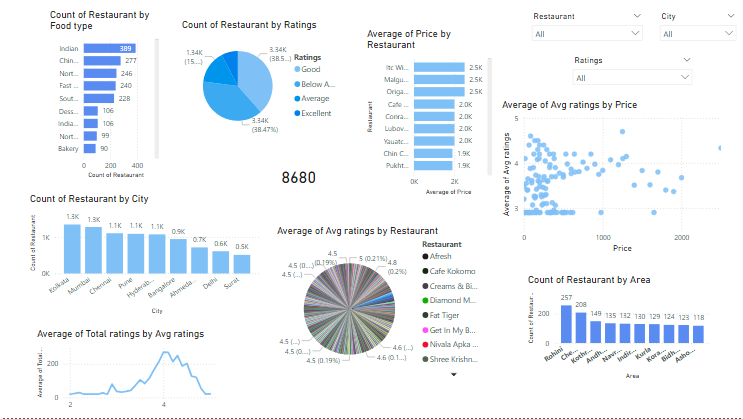 Count of Restaurant by
Food type
Indian
Chin...
Nort...
Fast ...
Sout...
Dess...
India...
Nort...
Bakery
389
277
246
240
228
106
106
99
90
0
200
400
Count of Restaurant
Count of Restaurant by Ratings
1.34K
(15....)
3.34K
(38.5...)
3.34K
(38.47%)
Ratings
Good
Below A...
Average
Excellent
8680
Average of Price by
Restaurant
Restaurant
Itc Wi...
Malgu...
Origa...
Cafe ...
Conra...
Lubov...
Yauatc...
Chin C...
Pukht...
2.5K
2.5K
2.5K
2.0K
2.0K
2.0K
2.0K
1.9K
1.9K
0K
2K
Average of Price
Restaurant
All
City
All
Ratings
All
Average of Avg ratings by Price
Average of Avg ratings
5
4
3
0
1000
2000
Price
Count of Restaurant by City
Count of Restaurant
1K
0K
1.3K
1.3K
1.1K
1.1K
1.1K
0.9K
0.7K
0.6K
0.5K
Kolkata
Mumbai
Chennai
Pune
Hyderab...
Bangalore
Ahmeda...
Delhi
Surat
City
Average of Avg ratings by Restaurant
4.5
(0.19%)
5 (0.21%)
4.8
(0.2%)
4.5 (0....)
4.5 (...)
4.5 (0...)
4.5 (0....)
4.5 (0.19%)
4.6 (...)
4.6 (0.1...)
Restaurant
Afresh
Cafe Kokomo
Creams & Bi...
Diamond M...
Fat Tiger
Get In My B...
Nivala Apka ...
Shree Krishn...
Average of Total ratings by Avg ratings
Average of Total...
200
0
2
4
Count of Restaurant by Area
Count of Restaur...
200
0
257
208
149
135
132
130
129
124
123
118
Rohini
Che...
Kothr...
Andh...
Navr...
Indir...
Kurla
Kora...
Bidh...
Asho...
Area